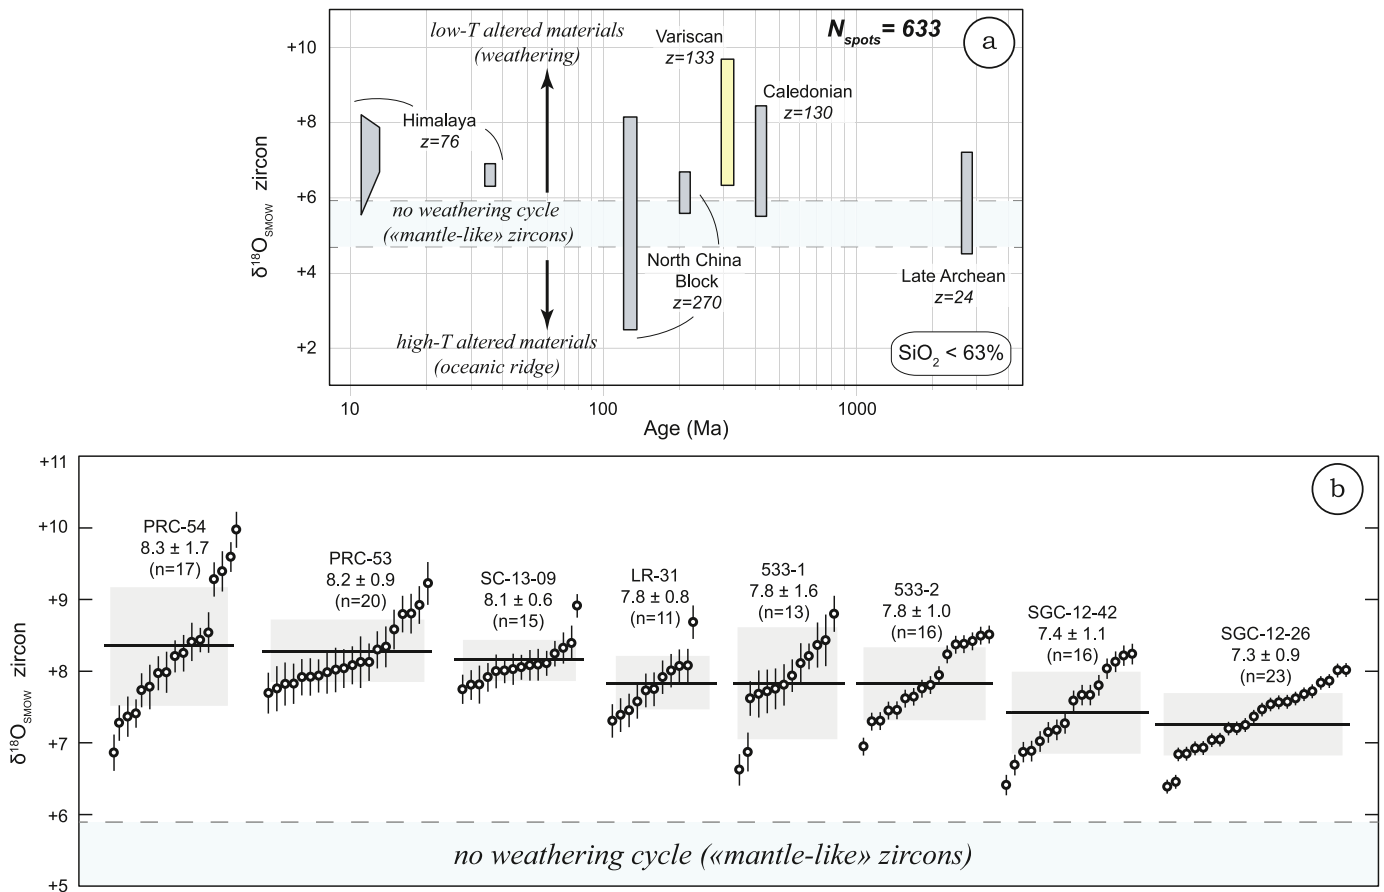 low-T altered materials
(weathering)
N_spots = 633
a
Variscan
z=133
Caledonian
z=130
Himalaya
z=76
no weathering cycle
(«mantle-like» zircons)
North China
Block
z=270
Late Archean
z=24
high-T altered materials
(oceanic ridge)
SiO₂ < 63%
+10
+8
+6
+4
+2
δ¹⁸O_SMOW zircon
10
100
1000
Age (Ma)
b
+11
+10
+9
+8
+7
+6
+5
δ¹⁸O_SMOW zircon
PRC-54
8.3 ± 1.7
(n=17)
PRC-53
8.2 ± 0.9
(n=20)
SC-13-09
8.1 ± 0.6
(n=15)
LR-31
7.8 ± 0.8
(n=11)
533-1
7.8 ± 1.6
(n=13)
533-2
7.8 ± 1.0
(n=16)
SGC-12-42
7.4 ± 1.1
(n=16)
SGC-12-26
7.3 ± 0.9
(n=23)
no weathering cycle («mantle-like» zircons)